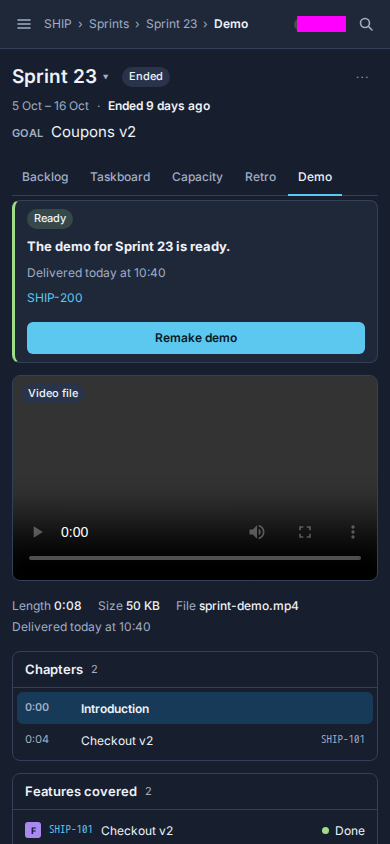 SHIP › Sprints › Sprint 23 › Demo
Sprint 23 ▾ Ended ...
5 Oct – 16 Oct · Ended 9 days ago
GOAL Coupons v2
Backlog Taskboard Capacity Retro Demo
Ready
The demo for Sprint 23 is ready.
Delivered today at 10:40
SHIP-200
Remake demo
Video file
0:00
Length 0:08 Size 50 KB File sprint-demo.mp4
Delivered today at 10:40
Chapters 2
0:00 Introduction
0:04 Checkout v2 SHIP-101
Features covered 2
F SHIP-101 Checkout v2 Done